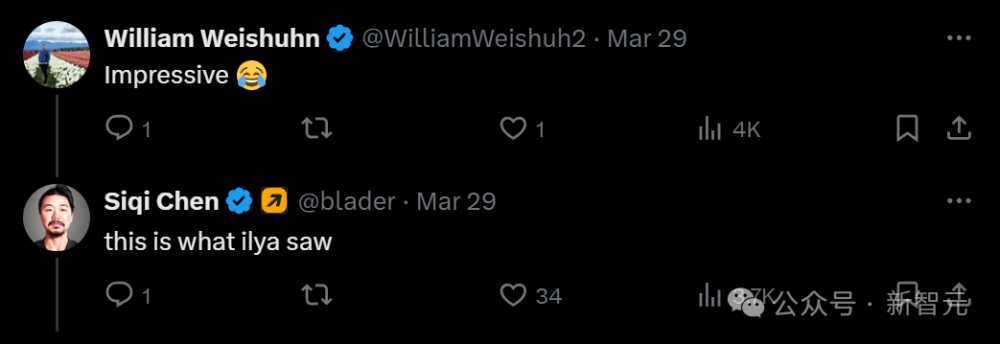 William Weishuhn @WilliamWeishuh2 · Mar 29
Impressive 😂
1 1 4K
Siqi Chen @blader · Mar 29
this is what ilya saw
1 34
公众号 · 新智元